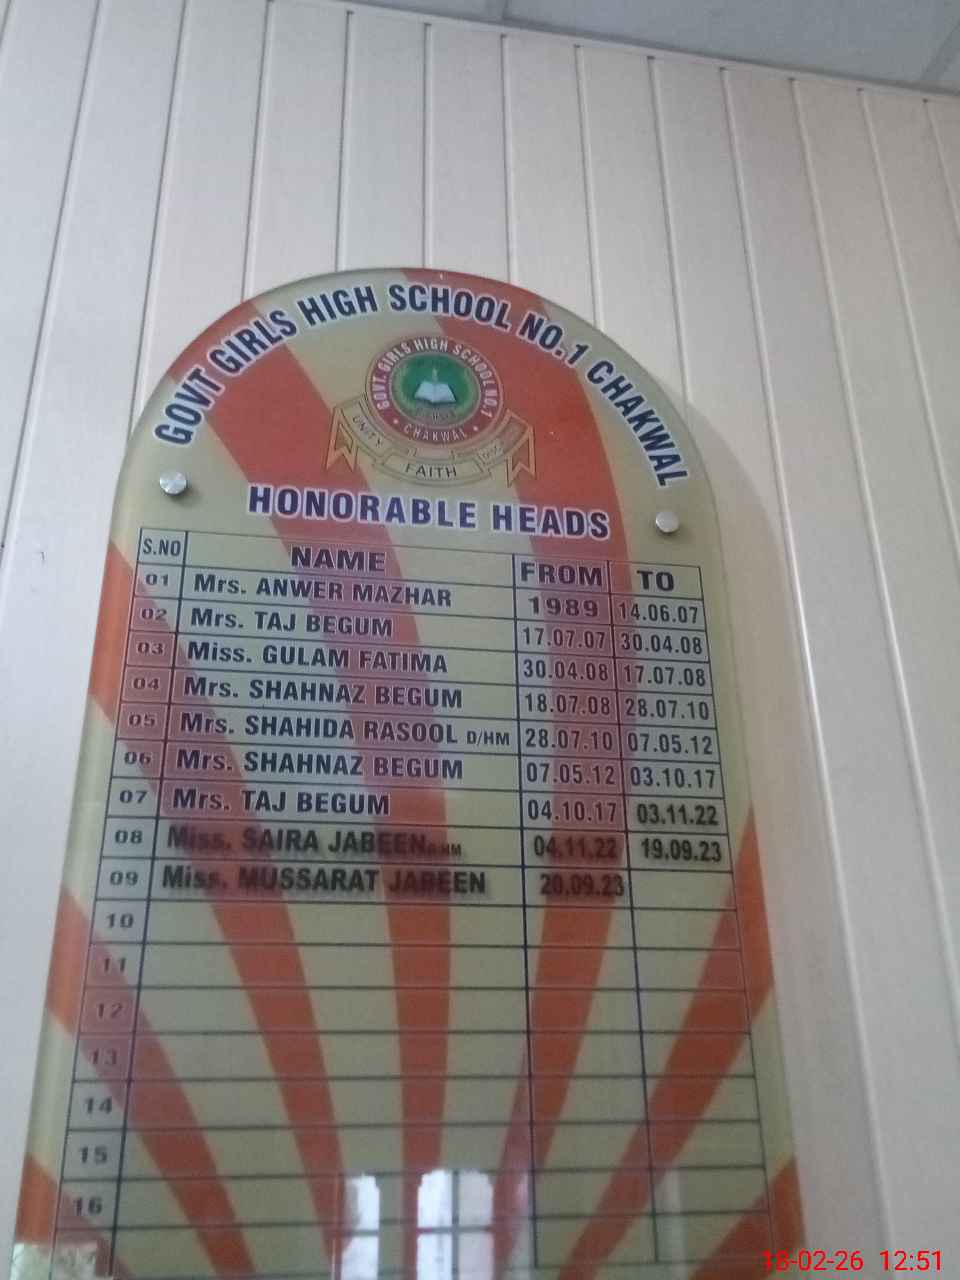 GOVT GIRLS HIGH SCHOOL NO.1 CHAKWAL
GOVT. GIRLS HIGH SCHOOL NO.1
CHAKWAL
UNITY
FAITH
HONORABLE HEADS
S.NO NAME FROM TO
01 Mrs. ANWER MAZHAR 1989 14.06.07
02 Mrs. TAJ BEGUM 17.07.07 30.04.08
03 Miss. GULAM FATIMA 30.04.08 17.07.08
04 Mrs. SHAHNAZ BEGUM 18.07.08 28.07.10
05 Mrs. SHAHIDA RASOOL D/HM 28.07.10 07.05.12
06 Mrs. SHAHNAZ BEGUM 07.05.12 03.10.17
07 Mrs. TAJ BEGUM 04.10.17 03.11.22
08 Miss. SAIRA JABEEN 04.11.22 19.09.23
09 Miss. MUSSARAT JABEEN 20.09.23
10
11
12
13
14
15
16
18-02-26 12:51